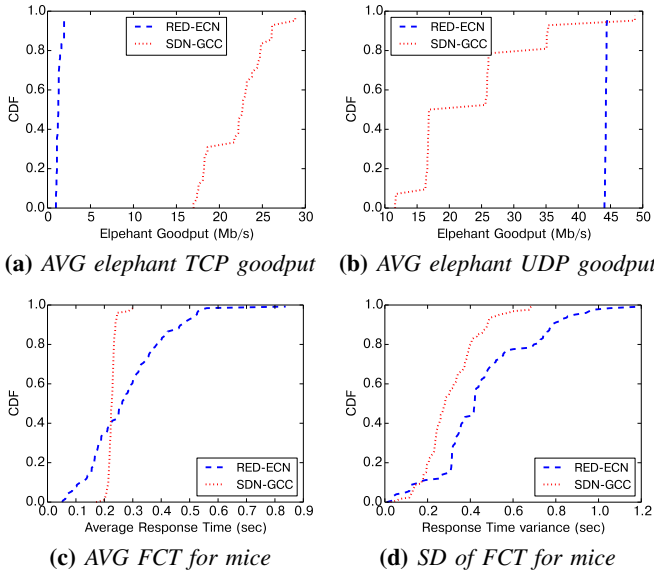 1.0
0.8
0.6
0.4
0.2
0.0
CDF
RED-ECN
SDN-GCC
0 5 10 15 20 25 30
Elpehant Goodput (Mb/s)
(a) AVG elephant TCP goodput
1.0
0.8
0.6
0.4
0.2
0.0
CDF
RED-ECN
SDN-GCC
10 15 20 25 30 35 40 45 50
Elpehant Goodput (Mb/s)
(b) AVG elephant UDP goodput
1.0
0.8
0.6
0.4
0.2
0.0
CDF
RED-ECN
SDN-GCC
0.0 0.1 0.2 0.3 0.4 0.5 0.6 0.7 0.8 0.9
Average Response Time (sec)
(c) AVG FCT for mice
1.0
0.8
0.6
0.4
0.2
0.0
CDF
RED-ECN
SDN-GCC
0.0 0.2 0.4 0.6 0.8 1.0 1.2
Response Time variance (sec)
(d) SD of FCT for mice